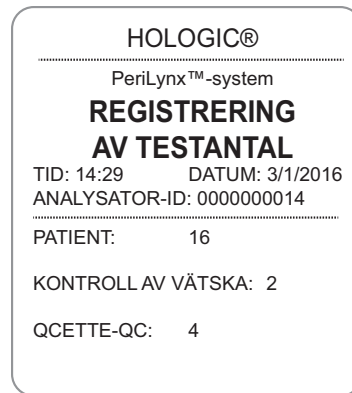 HOLOGIC®
PeriLynx™-system
REGISTRERING
AV TESTANTAL
TID: 14:29 DATUM: 3/1/2016
ANALYSATOR-ID: 0000000014
PATIENT: 16
KONTROLL AV VÄTSKA: 2
QCETTE-QC: 4